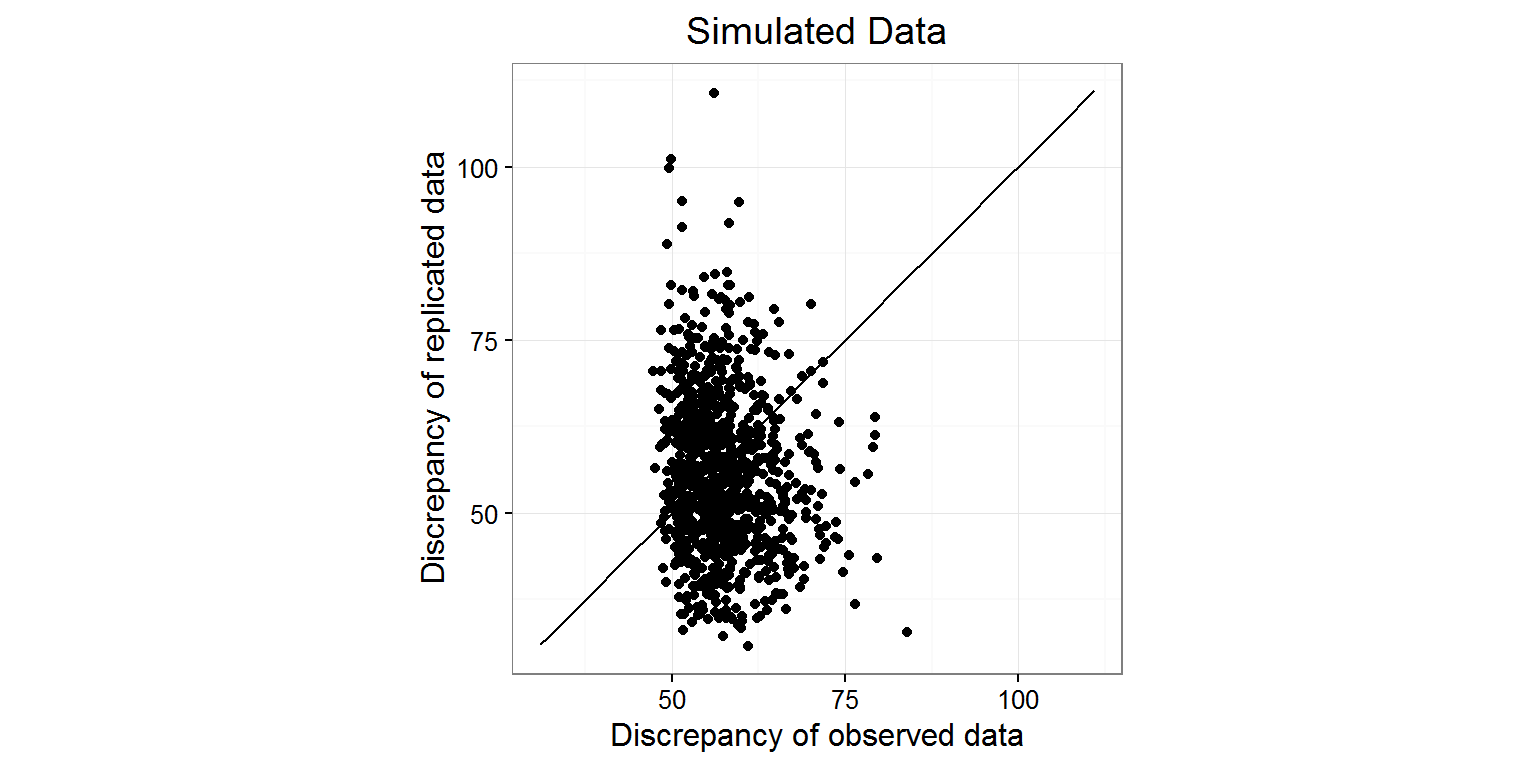 Simulated Data
Discrepancy of replicated data
100
75
50
50 75 100
Discrepancy of observed data